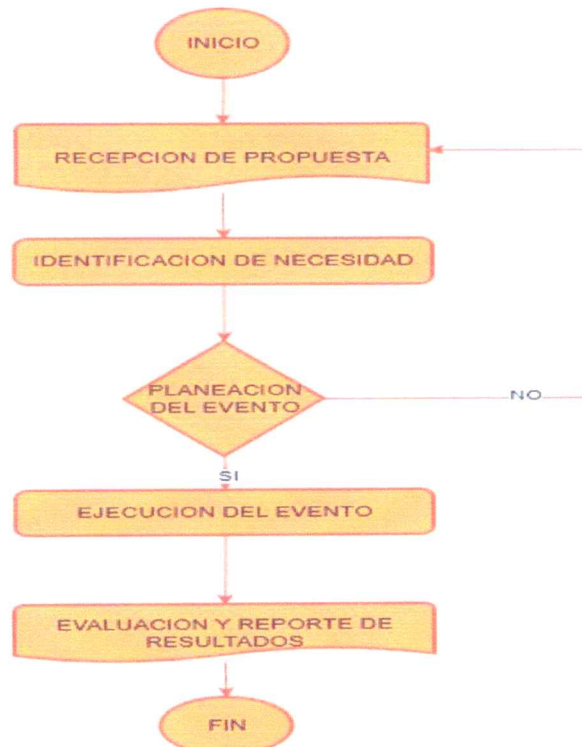 INICIO
RECEPCION DE PROPUESTA
IDENTIFICACION DE NECESIDAD
PLANEACION
DEL EVENTO
NO
SI
EJECUCION DEL EVENTO
EVALUACION Y REPORTE DE
RESULTADOS
FIN